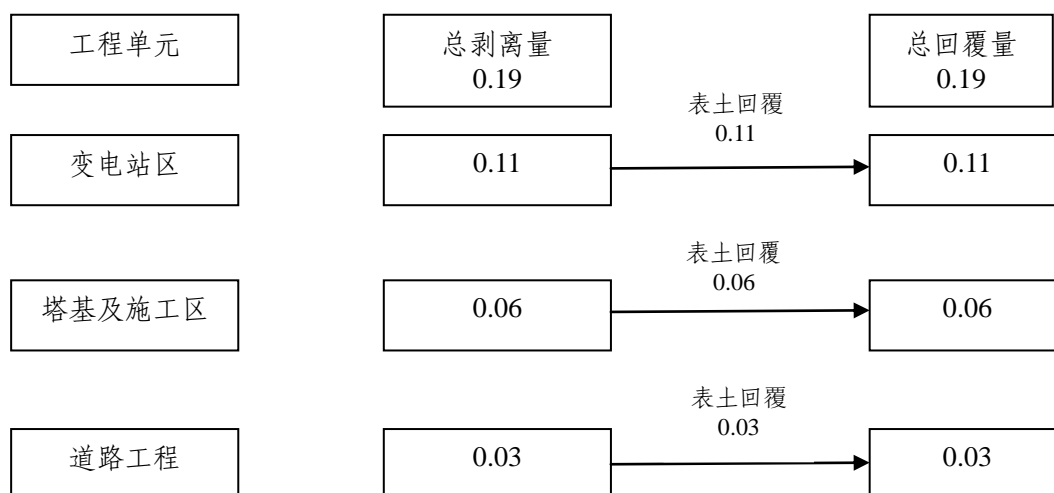 工程单元
总剥离量
0.19
总回覆量
0.19
表土回覆
0.11
变电站区
0.11
0.11
表土回覆
0.06
塔基及施工区
0.06
0.06
表土回覆
0.03
道路工程
0.03
0.03